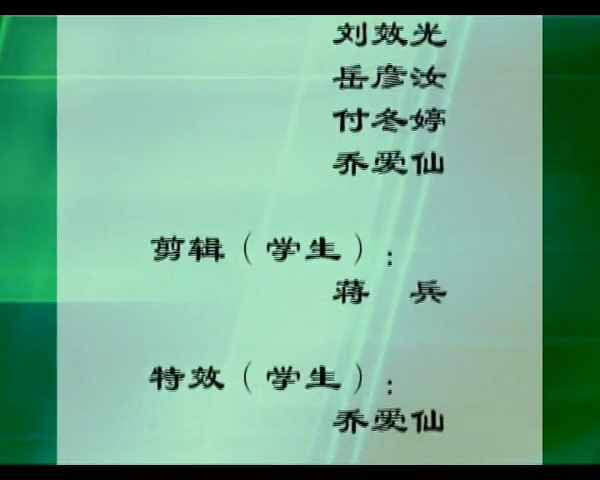 刘效光
岳彦汝
付冬婷
乔爱仙
剪辑（学生）：
蒋 兵
特效（学生）：
乔爱仙